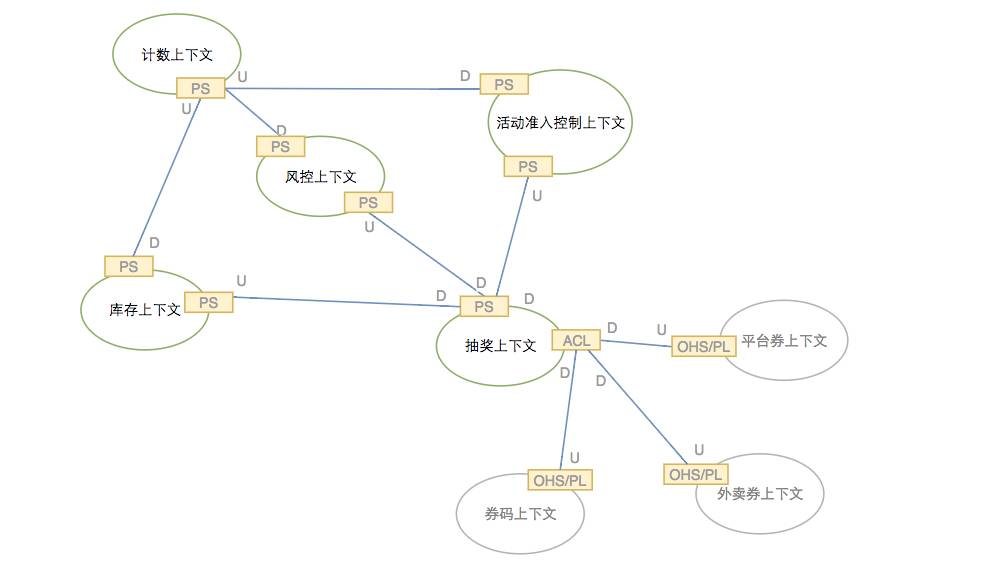 计数上下文
PS
U
D
PS
U
活动准入控制上下文
D
PS
风控上下文
PS
U
PS
U
D
PS
库存上下文
PS
U
D
D
D
PS
抽奖上下文
ACL
D
U
OHS/PL
平台券上下文
D
D
U
OHS/PL
券码上下文
U
OHS/PL
外卖券上下文